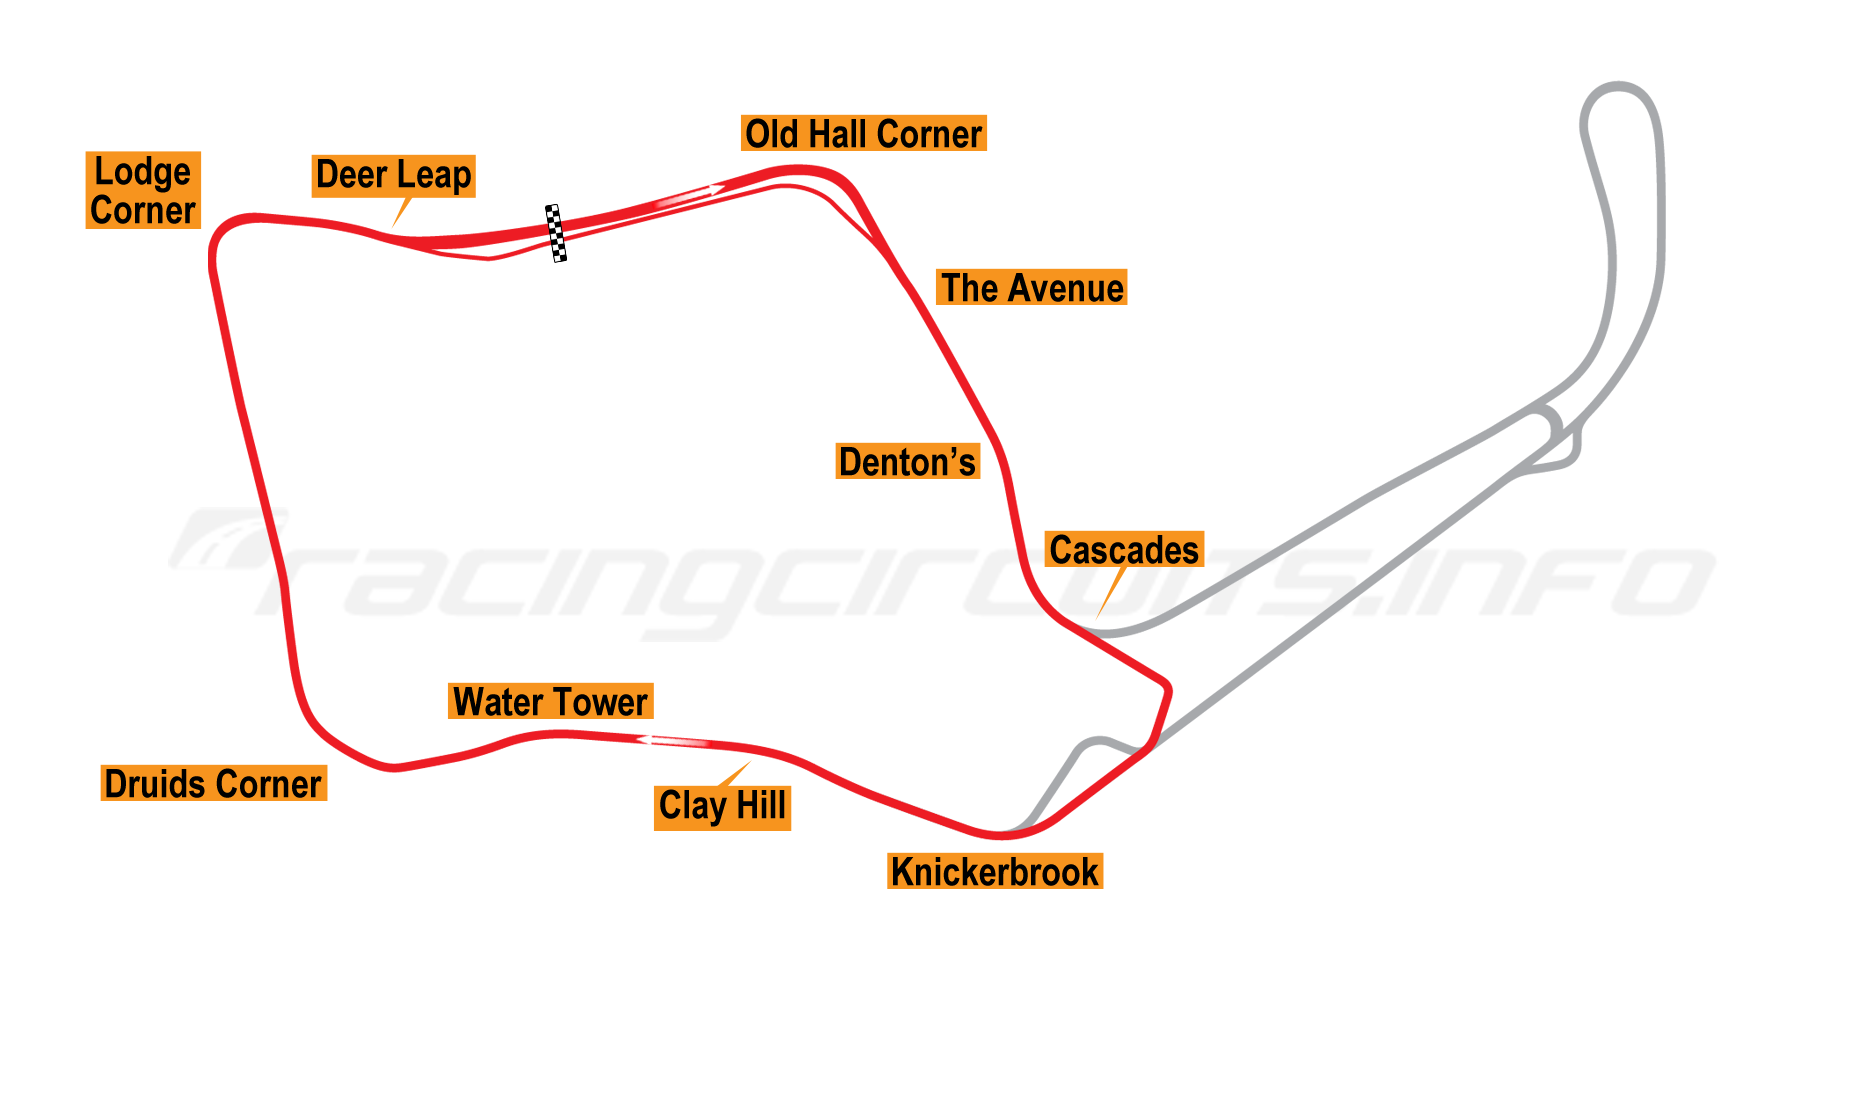 Old Hall Corner
Lodge
Corner
Deer Leap
The Avenue
Denton's
Cascades
racingcircuits.info
Water Tower
Druids Corner
Clay Hill
Knickerbrook